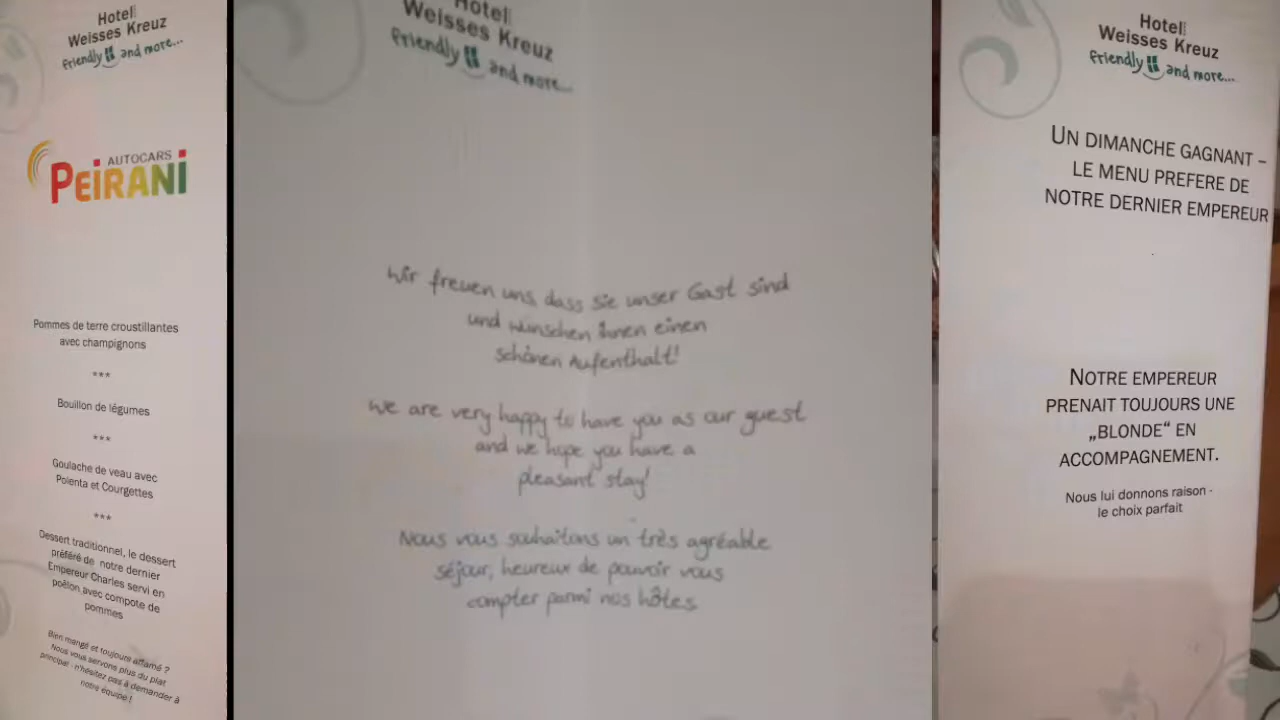 Hotel
Weisses Kreuz
friendly and more...
AUTOCARS
PEIRANI
Pommes de terre croustillantes
avec champignons
***
Bouillon de légumes
***
Goulache de veau avec
Polenta et Courgettes
***
Dessert traditionnel, le dessert
préféré de notre dernier
Empereur Charles servi en
poêlon avec compote de
pommes
Bien mangé et toujours affamé ?
Nous vous servons plus du plat
principal - n'hésitez pas à demander à
notre équipe !
Hotel
Weisses Kreuz
friendly and more...
Wir freuen uns, dass Sie unser Gast sind
und wünschen Ihnen einen
schönen Aufenthalt!
We are very happy to have you as our guest
and we hope you have a
pleasant stay!
Nous vous souhaitons un très agréable
séjour, heureux de pouvoir vous
compter parmi nos hôtes
Hotel
Weisses Kreuz
friendly and more...
UN DIMANCHE GAGNANT –
LE MENU PREFERE DE
NOTRE DERNIER EMPEREUR
NOTRE EMPEREUR
PRENAIT TOUJOURS UNE
„BLONDE“ EN
ACCOMPAGNEMENT.
Nous lui donnons raison -
le choix parfait